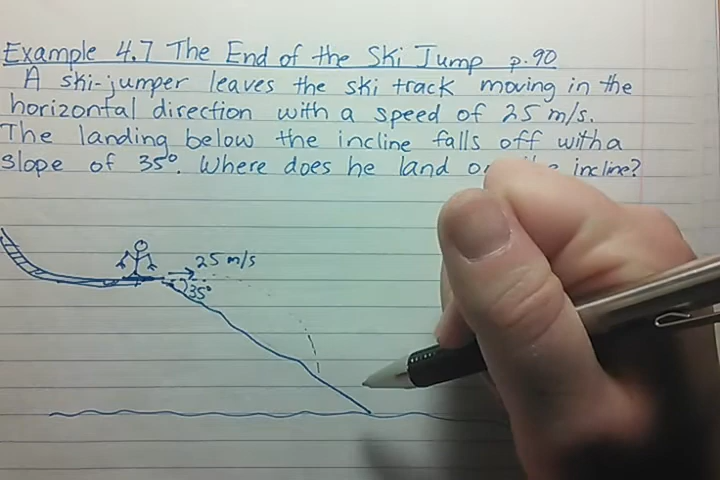 Example 4.7 The End of the Ski Jump p.90
A ski-jumper leaves the ski track moving in the
horizontal direction with a speed of 25 m/s.
The landing below the incline falls off with a
slope of 35°. Where does he land incline?
25 m/s
35°